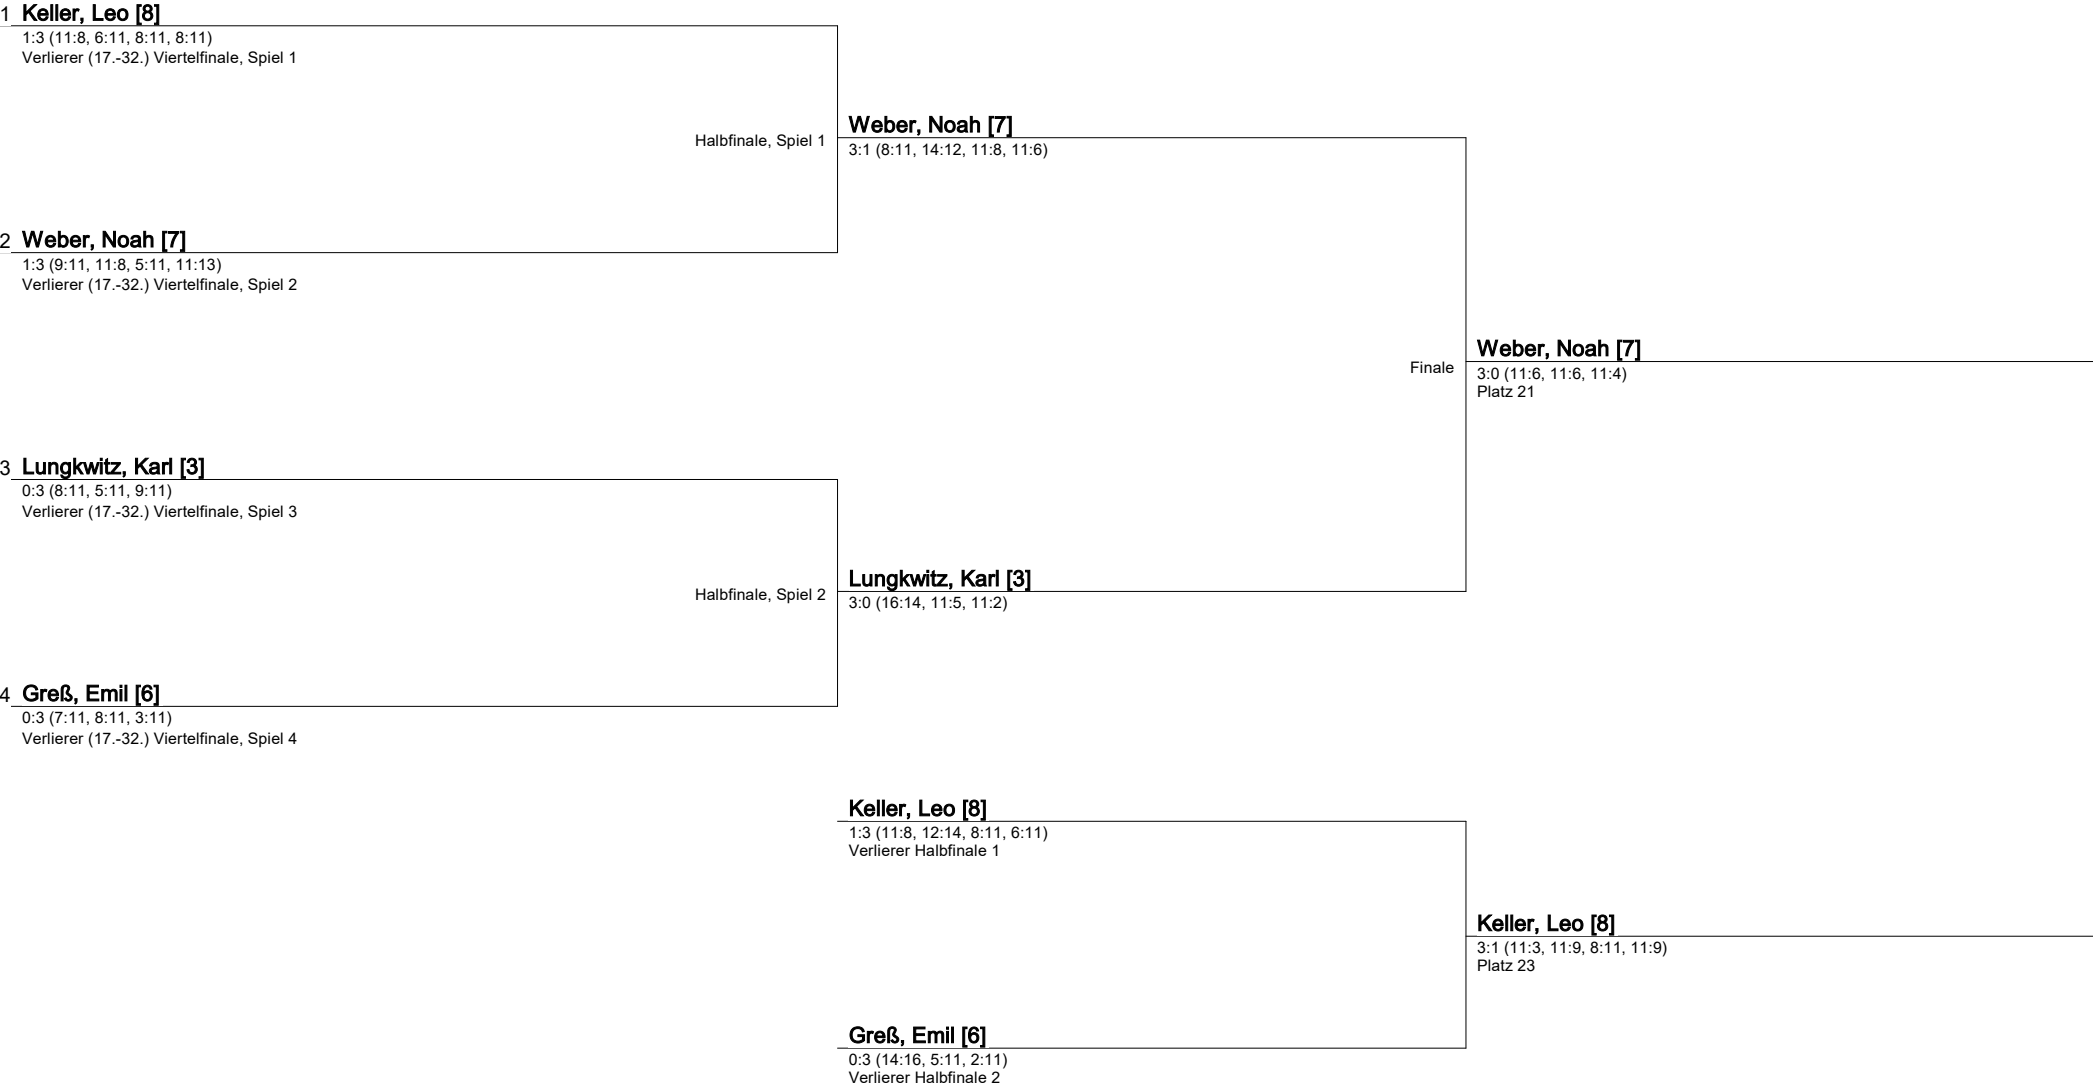 1 Keller, Leo [8]
1:3 (11:8, 6:11, 8:11, 8:11)
Verlierer (17.-32.) Viertelfinale, Spiel 1
Halbfinale, Spiel 1
Weber, Noah [7]
3:1 (8:11, 14:12, 11:8, 11:6)
2 Weber, Noah [7]
1:3 (9:11, 11:8, 5:11, 11:13)
Verlierer (17.-32.) Viertelfinale, Spiel 2
Finale
Weber, Noah [7]
3:0 (11:6, 11:6, 11:4)
Platz 21
3 Lungkwitz, Karl [3]
0:3 (8:11, 5:11, 9:11)
Verlierer (17.-32.) Viertelfinale, Spiel 3
Halbfinale, Spiel 2
Lungkwitz, Karl [3]
3:0 (16:14, 11:5, 11:2)
4 Greß, Emil [6]
0:3 (7:11, 8:11, 3:11)
Verlierer (17.-32.) Viertelfinale, Spiel 4
Keller, Leo [8]
1:3 (11:8, 12:14, 8:11, 6:11)
Verlierer Halbfinale 1
Keller, Leo [8]
3:1 (11:3, 11:9, 8:11, 11:9)
Platz 23
Greß, Emil [6]
0:3 (14:16, 5:11, 2:11)
Verlierer Halbfinale 2